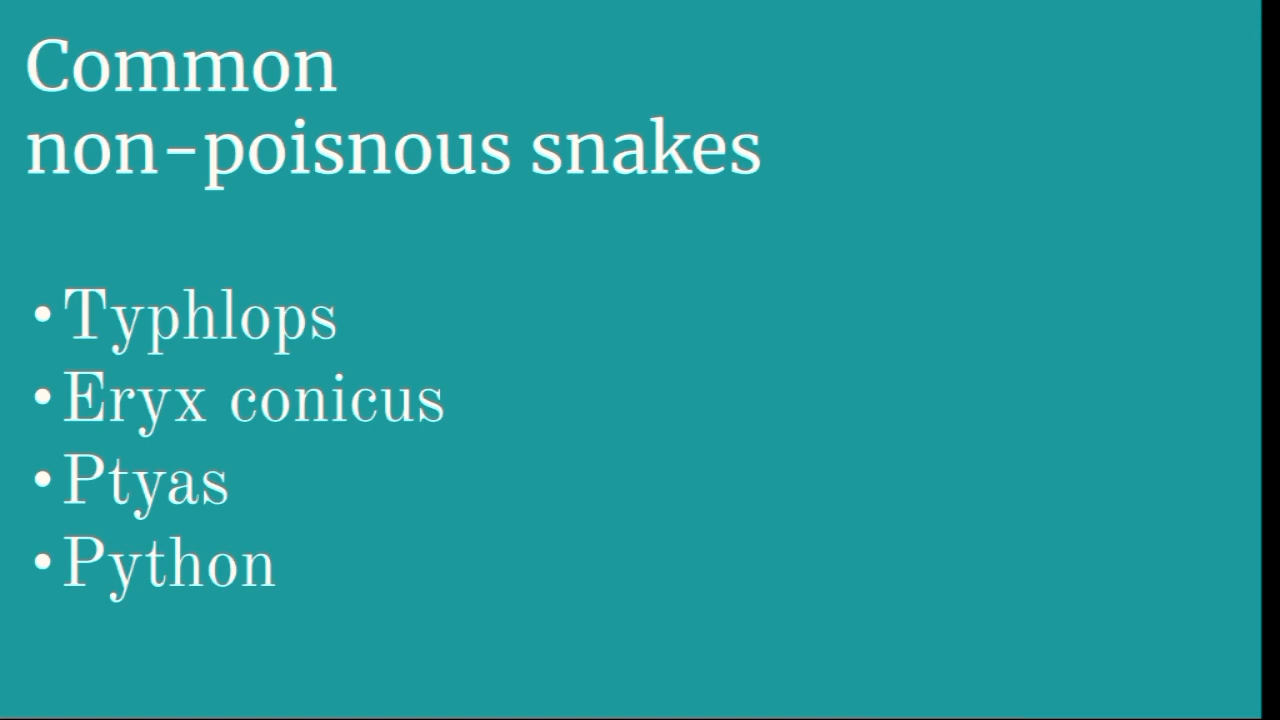 Common
non-poisnous snakes
•Typhlops
•Eryx conicus
•Ptyas
•Python